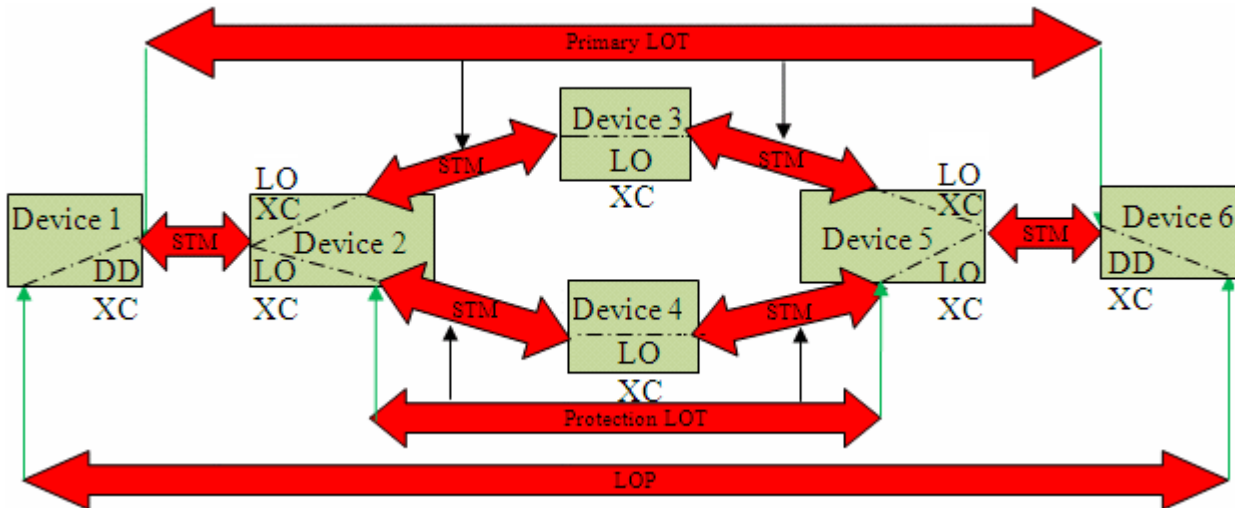 Primary LOT
Device 3
LO
XC
STM
STM
LO
XC
LO
XC
Device 1
DD
XC
STM
Device 2
LO
XC
Device 5
LO
XC
STM
Device 6
DD
XC
STM
Device 4
LO
XC
STM
Protection LOT
LOP